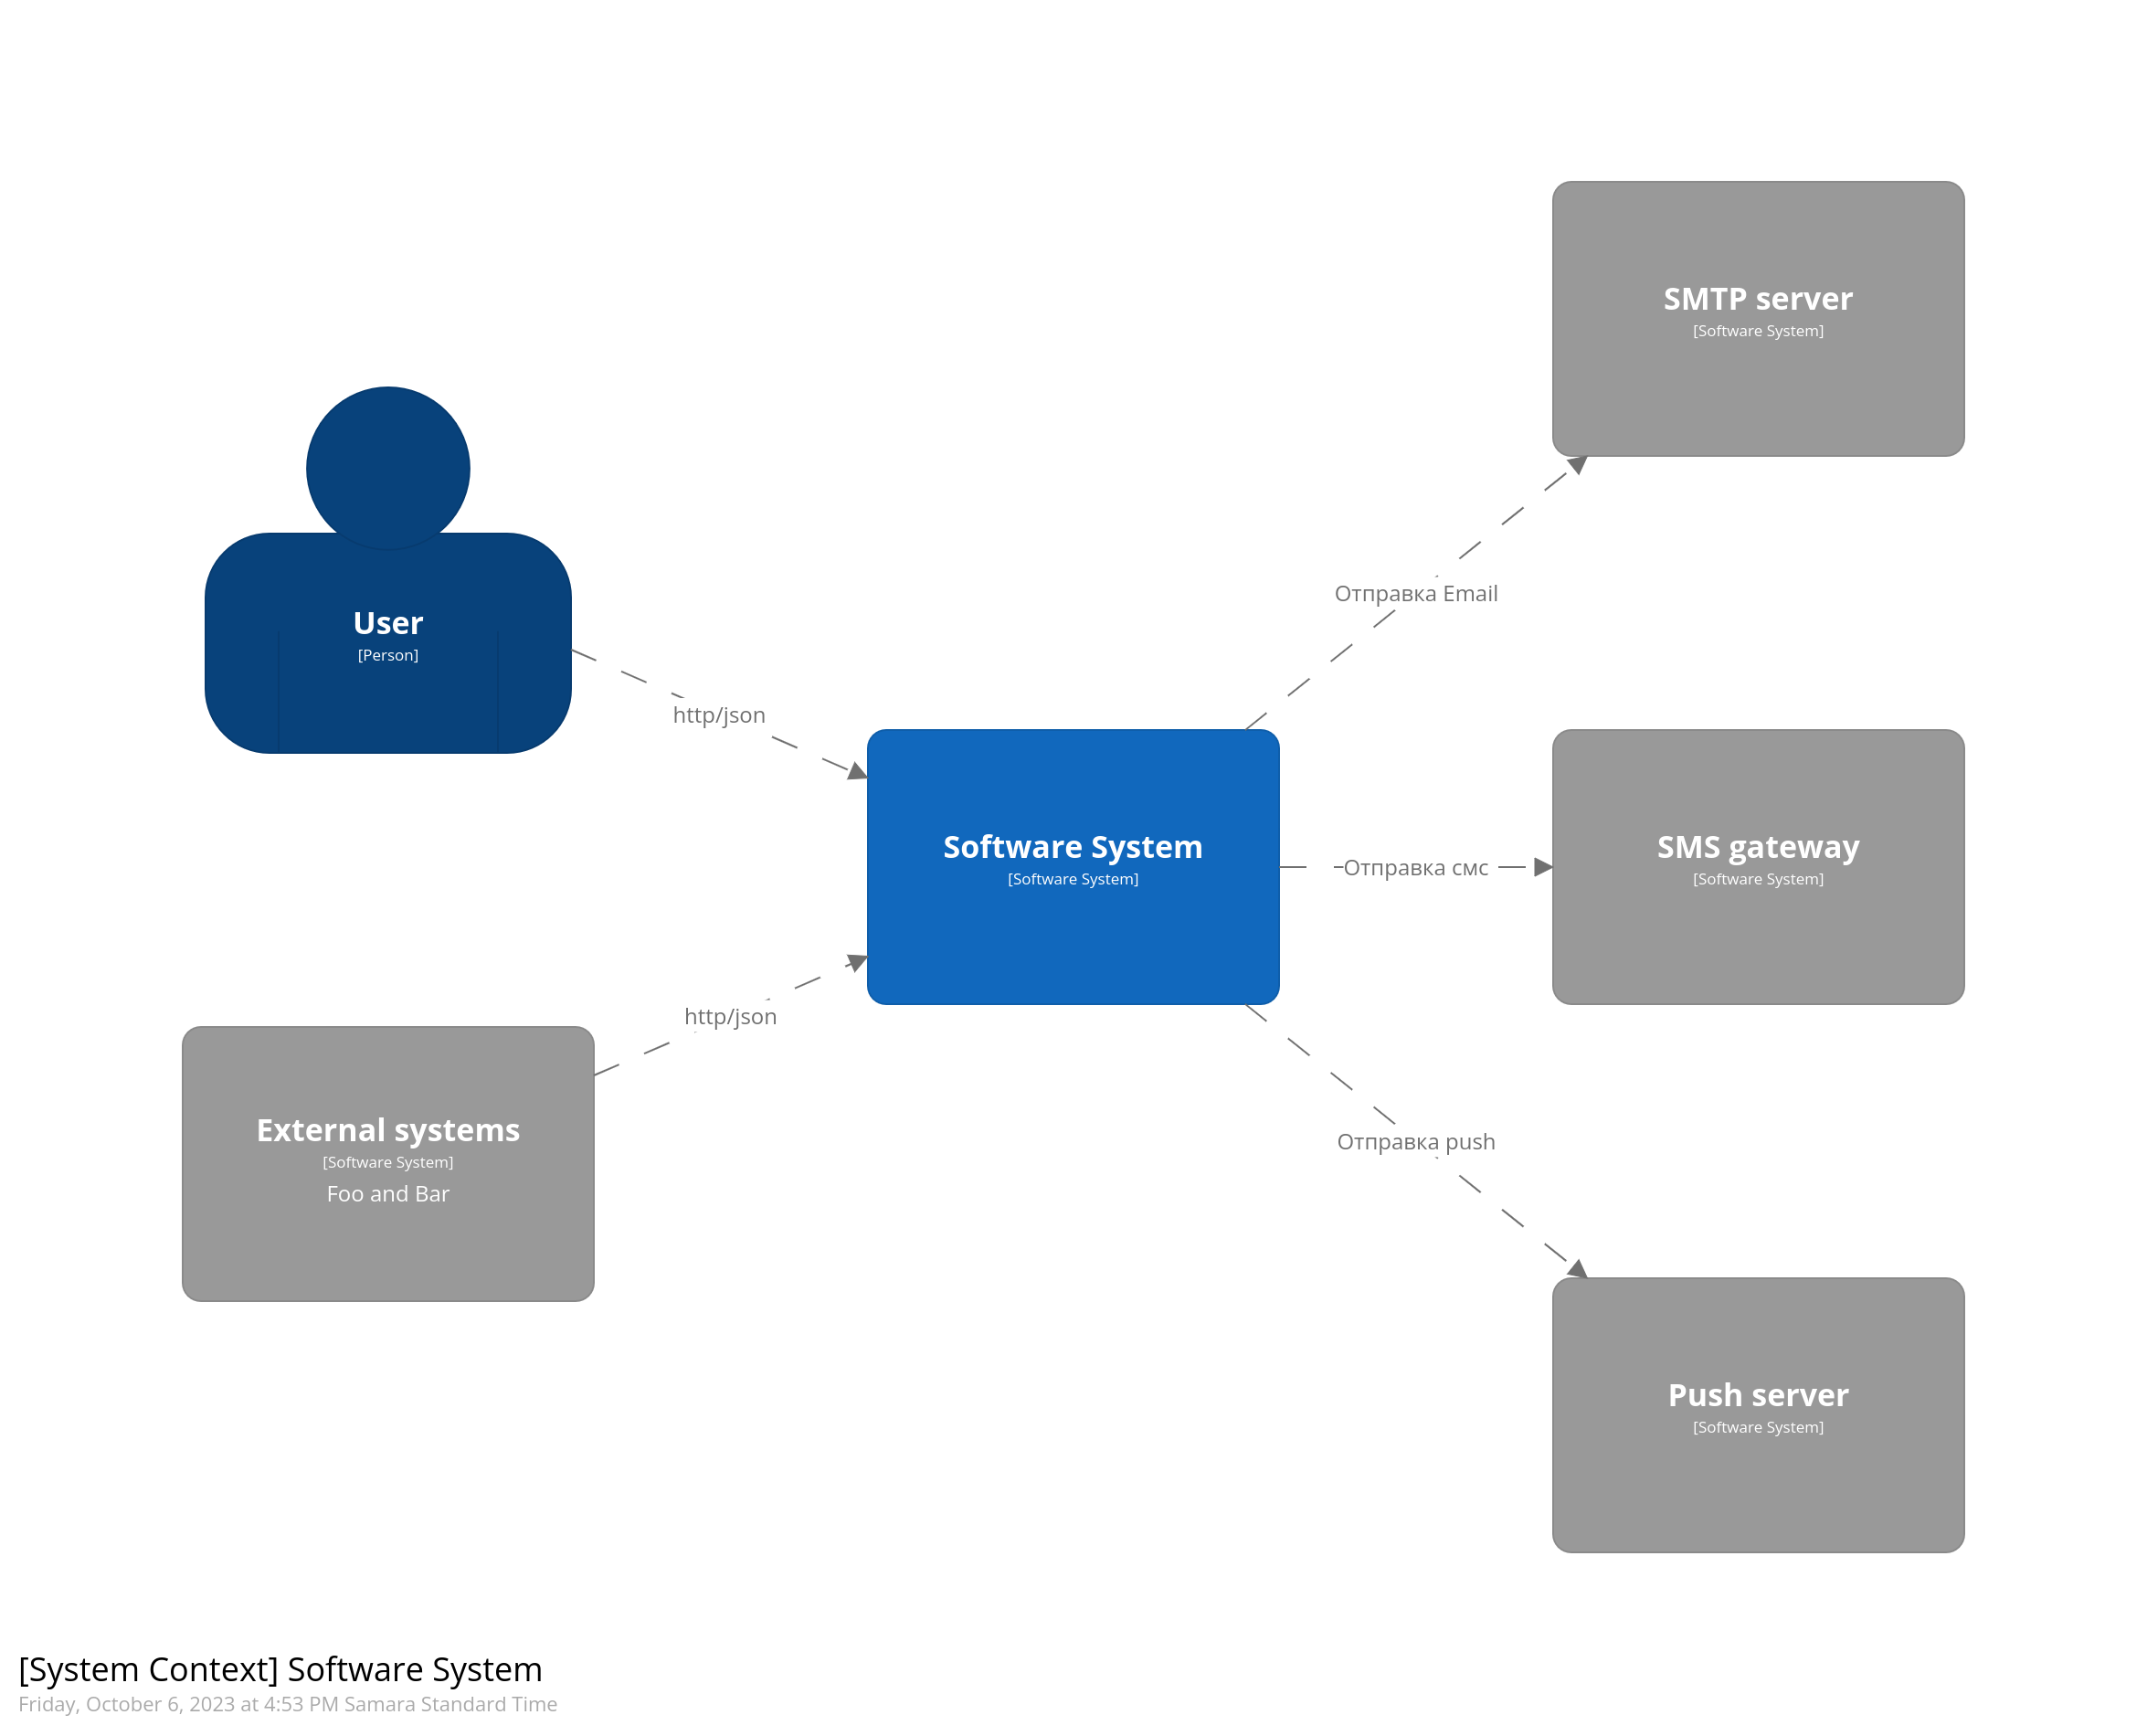 User
[Person]
http/json
External systems
[Software System]
Foo and Bar
http/json
Software System
[Software System]
Отправка Email
Отправка смс
Отправка push
SMTP server
[Software System]
SMS gateway
[Software System]
Push server
[Software System]
[System Context] Software System
Friday, October 6, 2023 at 4:53 PM Samara Standard Time